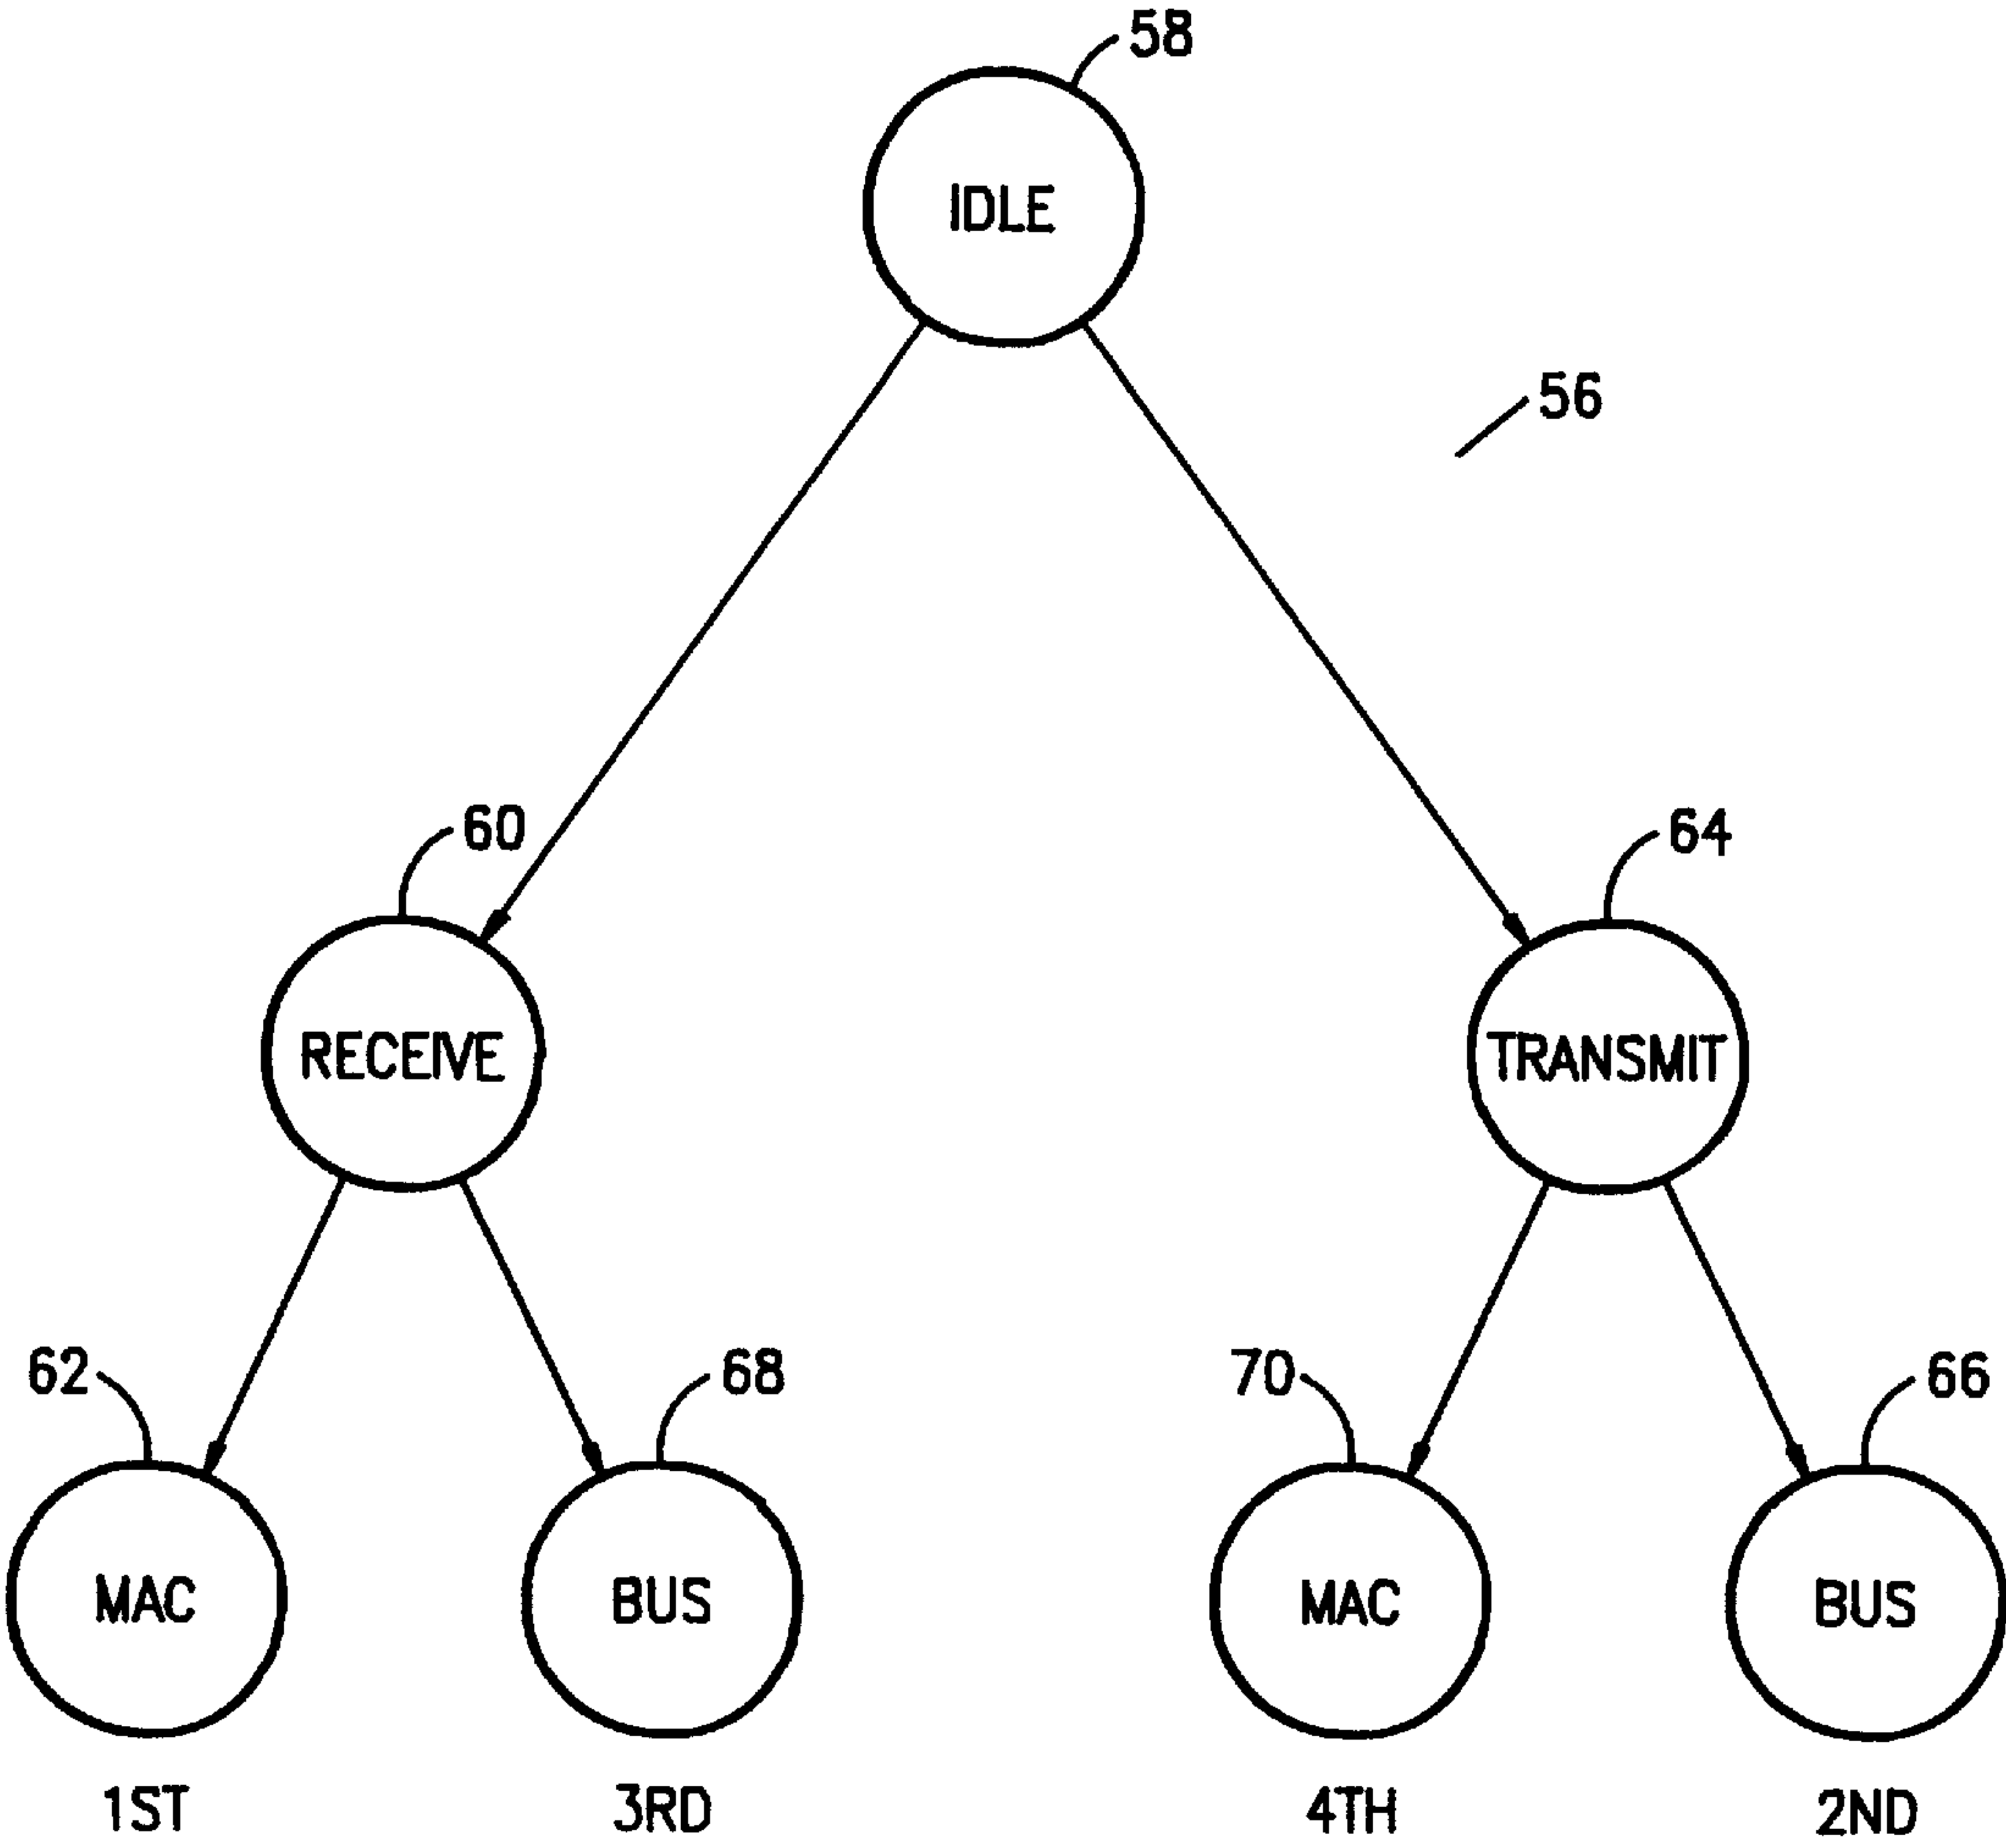 58
IDLE
56
60
64
RECEIVE
TRANSMIT
62
68
70
66
MAC
BUS
MAC
BUS
1ST
3RD
4TH
2ND